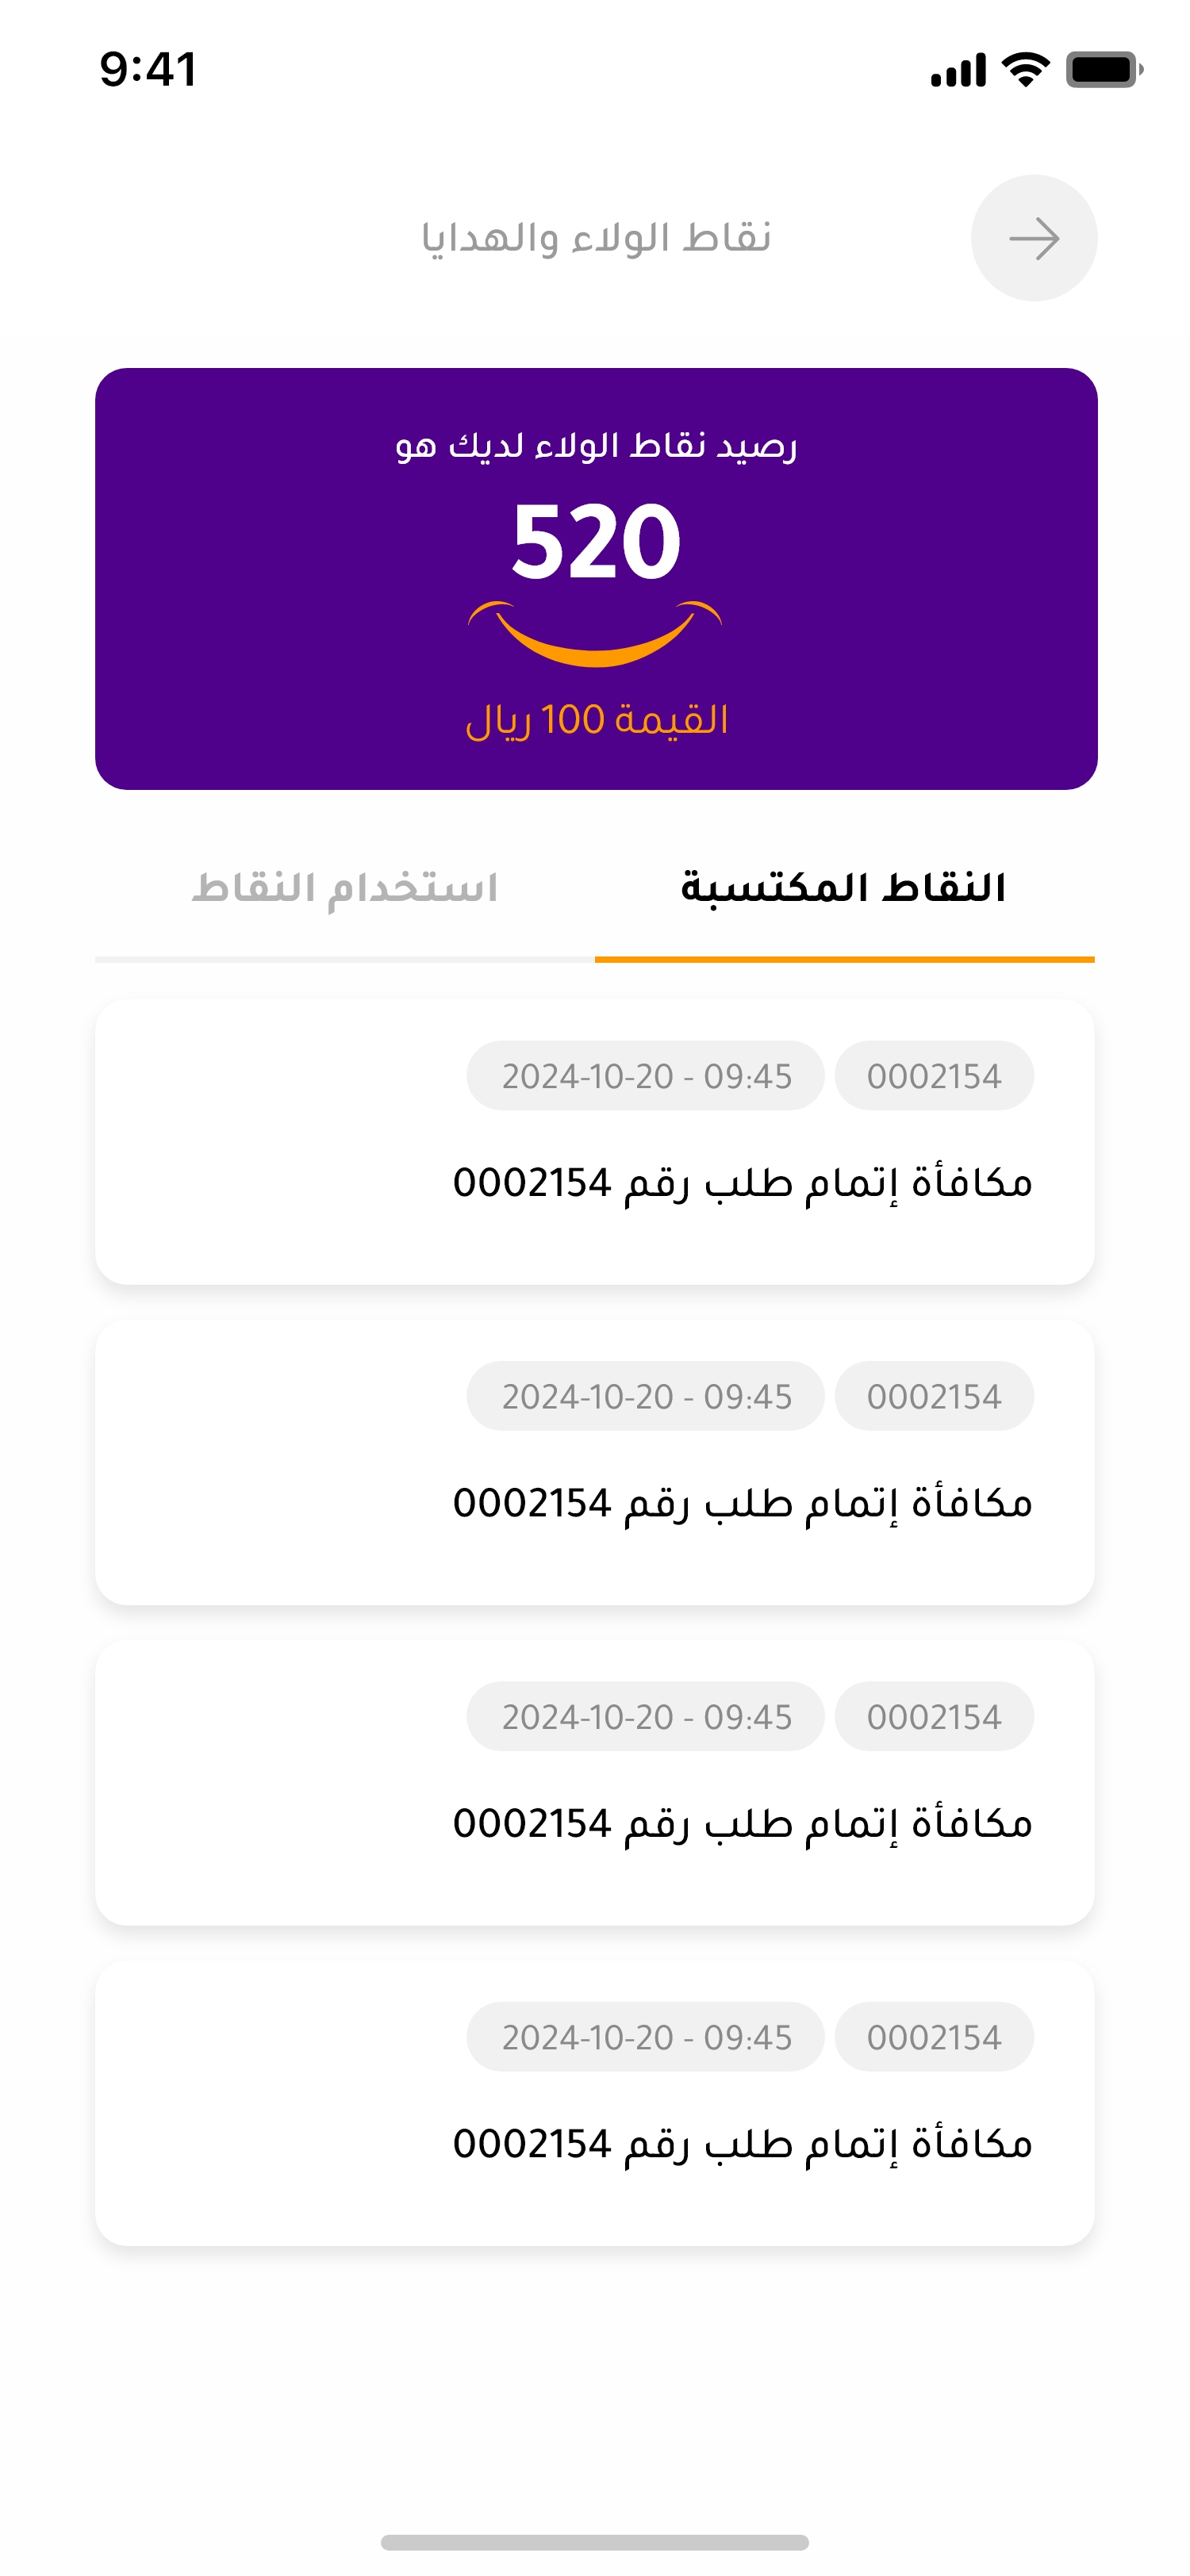 9:41
نقاط الولاء والهدايا
رصيد نقاط الولاء لديك هو
520
القيمة 100 ريال
النقاط المكتسبة
استخدام النقاط
0002154
2024-10-20 - 09:45
مكافأة إتمام طلب رقم 0002154
0002154
2024-10-20 - 09:45
مكافأة إتمام طلب رقم 0002154
0002154
2024-10-20 - 09:45
مكافأة إتمام طلب رقم 0002154
0002154
2024-10-20 - 09:45
مكافأة إتمام طلب رقم 0002154